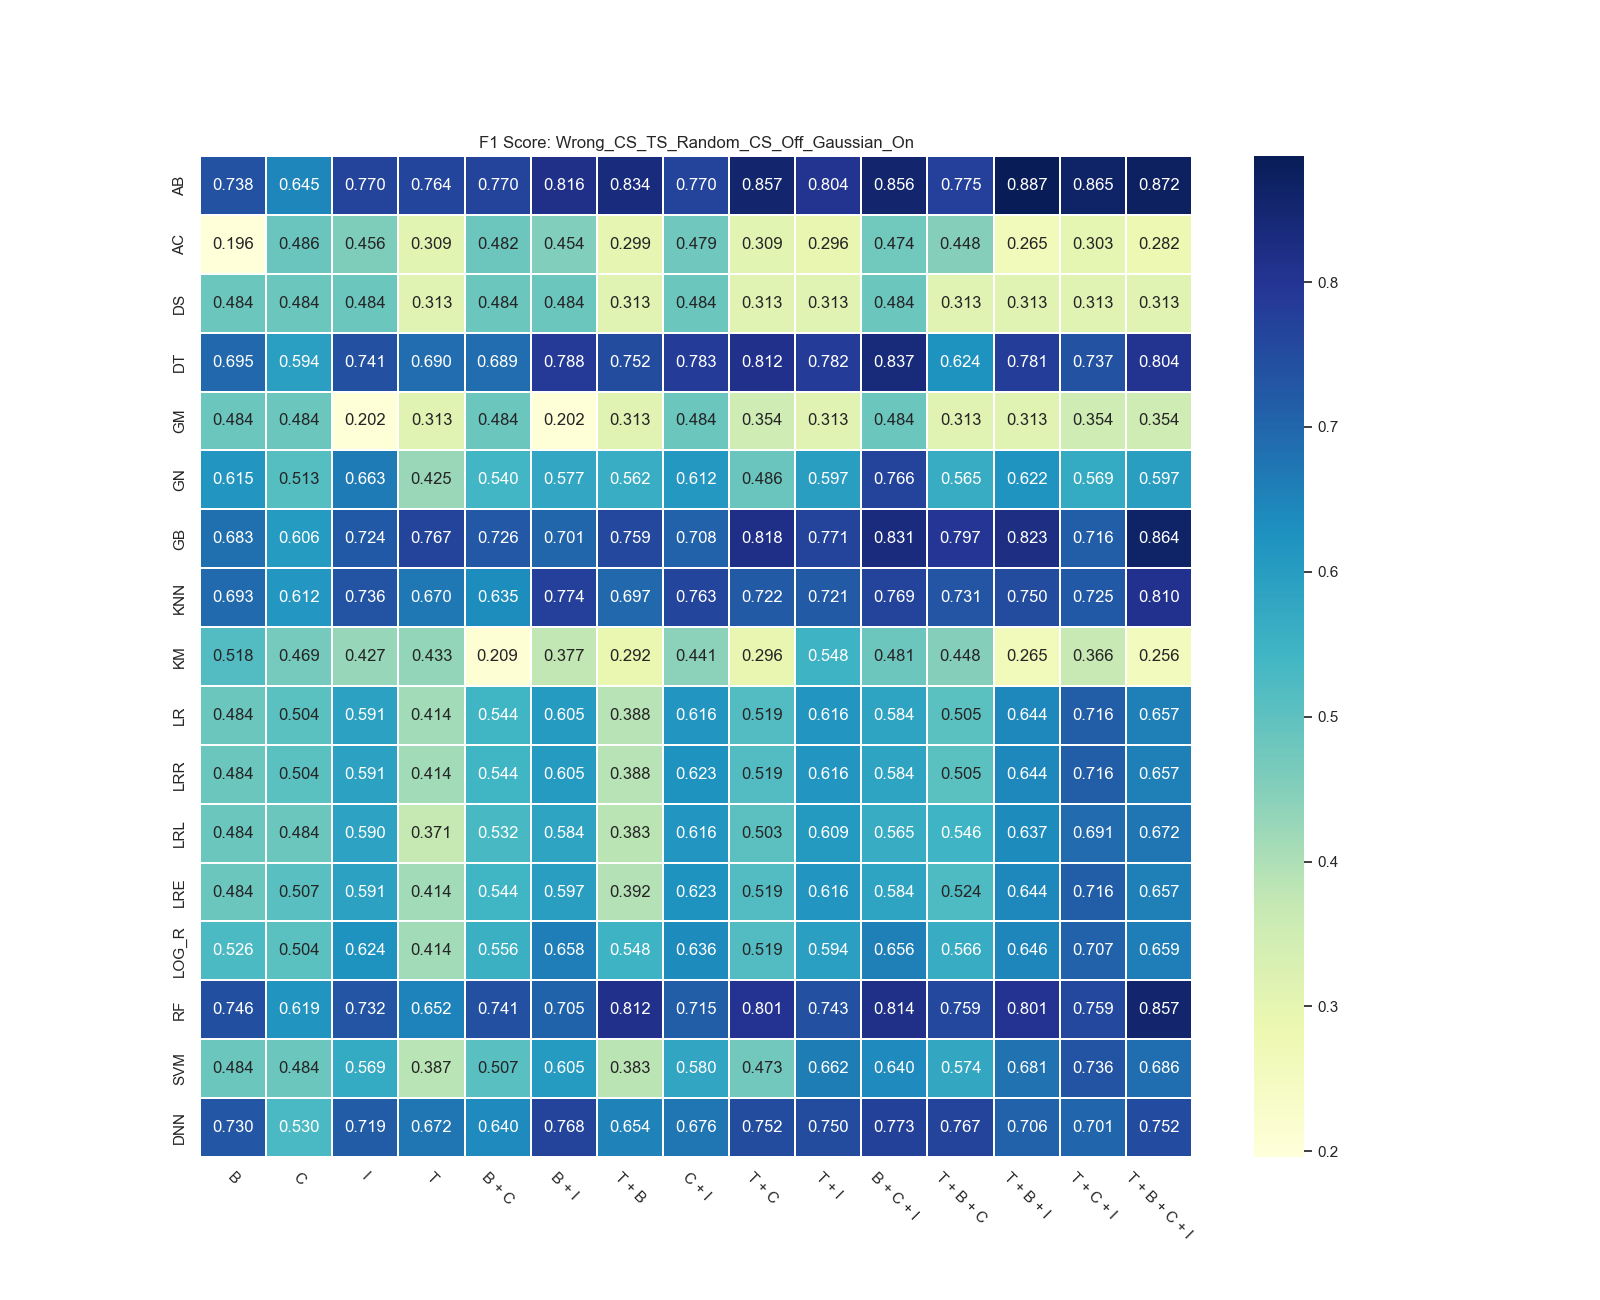 F1 Score: Wrong_CS_TS_Random_CS_Off_Gaussian_On
AB 0.738 0.645 0.770 0.764 0.770 0.816 0.834 0.770 0.857 0.804 0.856 0.775 0.887 0.865 0.872
AC 0.196 0.486 0.456 0.309 0.482 0.454 0.299 0.479 0.309 0.296 0.474 0.448 0.265 0.303 0.282
DS 0.484 0.484 0.484 0.313 0.484 0.484 0.313 0.484 0.313 0.313 0.484 0.313 0.313 0.313 0.313
DT 0.695 0.594 0.741 0.690 0.689 0.788 0.752 0.783 0.812 0.782 0.837 0.624 0.781 0.737 0.804
GM 0.484 0.484 0.202 0.313 0.484 0.202 0.313 0.484 0.354 0.313 0.484 0.313 0.313 0.354 0.354
GN 0.615 0.513 0.663 0.425 0.540 0.577 0.562 0.612 0.486 0.597 0.766 0.565 0.622 0.569 0.597
GB 0.683 0.606 0.724 0.767 0.726 0.701 0.759 0.708 0.818 0.771 0.831 0.797 0.823 0.716 0.864
KNN 0.693 0.612 0.736 0.670 0.635 0.774 0.697 0.763 0.722 0.721 0.769 0.731 0.750 0.725 0.810
KM 0.518 0.469 0.427 0.433 0.209 0.377 0.292 0.441 0.296 0.548 0.481 0.448 0.265 0.366 0.256
LR 0.484 0.504 0.591 0.414 0.544 0.605 0.388 0.616 0.519 0.616 0.584 0.505 0.644 0.716 0.657
LRR 0.484 0.504 0.591 0.414 0.544 0.605 0.388 0.623 0.519 0.616 0.584 0.505 0.644 0.716 0.657
LRL 0.484 0.484 0.590 0.371 0.532 0.584 0.383 0.616 0.503 0.609 0.565 0.546 0.637 0.691 0.672
LRE 0.484 0.507 0.591 0.414 0.544 0.597 0.392 0.623 0.519 0.616 0.584 0.524 0.644 0.716 0.657
LOG_R 0.526 0.504 0.624 0.414 0.556 0.658 0.548 0.636 0.519 0.594 0.656 0.566 0.646 0.707 0.659
RF 0.746 0.619 0.732 0.652 0.741 0.705 0.812 0.715 0.801 0.743 0.814 0.759 0.801 0.759 0.857
SVM 0.484 0.484 0.569 0.387 0.507 0.605 0.383 0.580 0.473 0.662 0.640 0.574 0.681 0.736 0.686
DNN 0.730 0.530 0.719 0.672 0.640 0.768 0.654 0.676 0.752 0.750 0.773 0.767 0.706 0.701 0.752
B C I T B + C B + I T + B C + I T + C T + I B + C + I T + B + C T + B + I T + C + I T + B + C + I
0.8
0.7
0.6
0.5
0.4
0.3
0.2